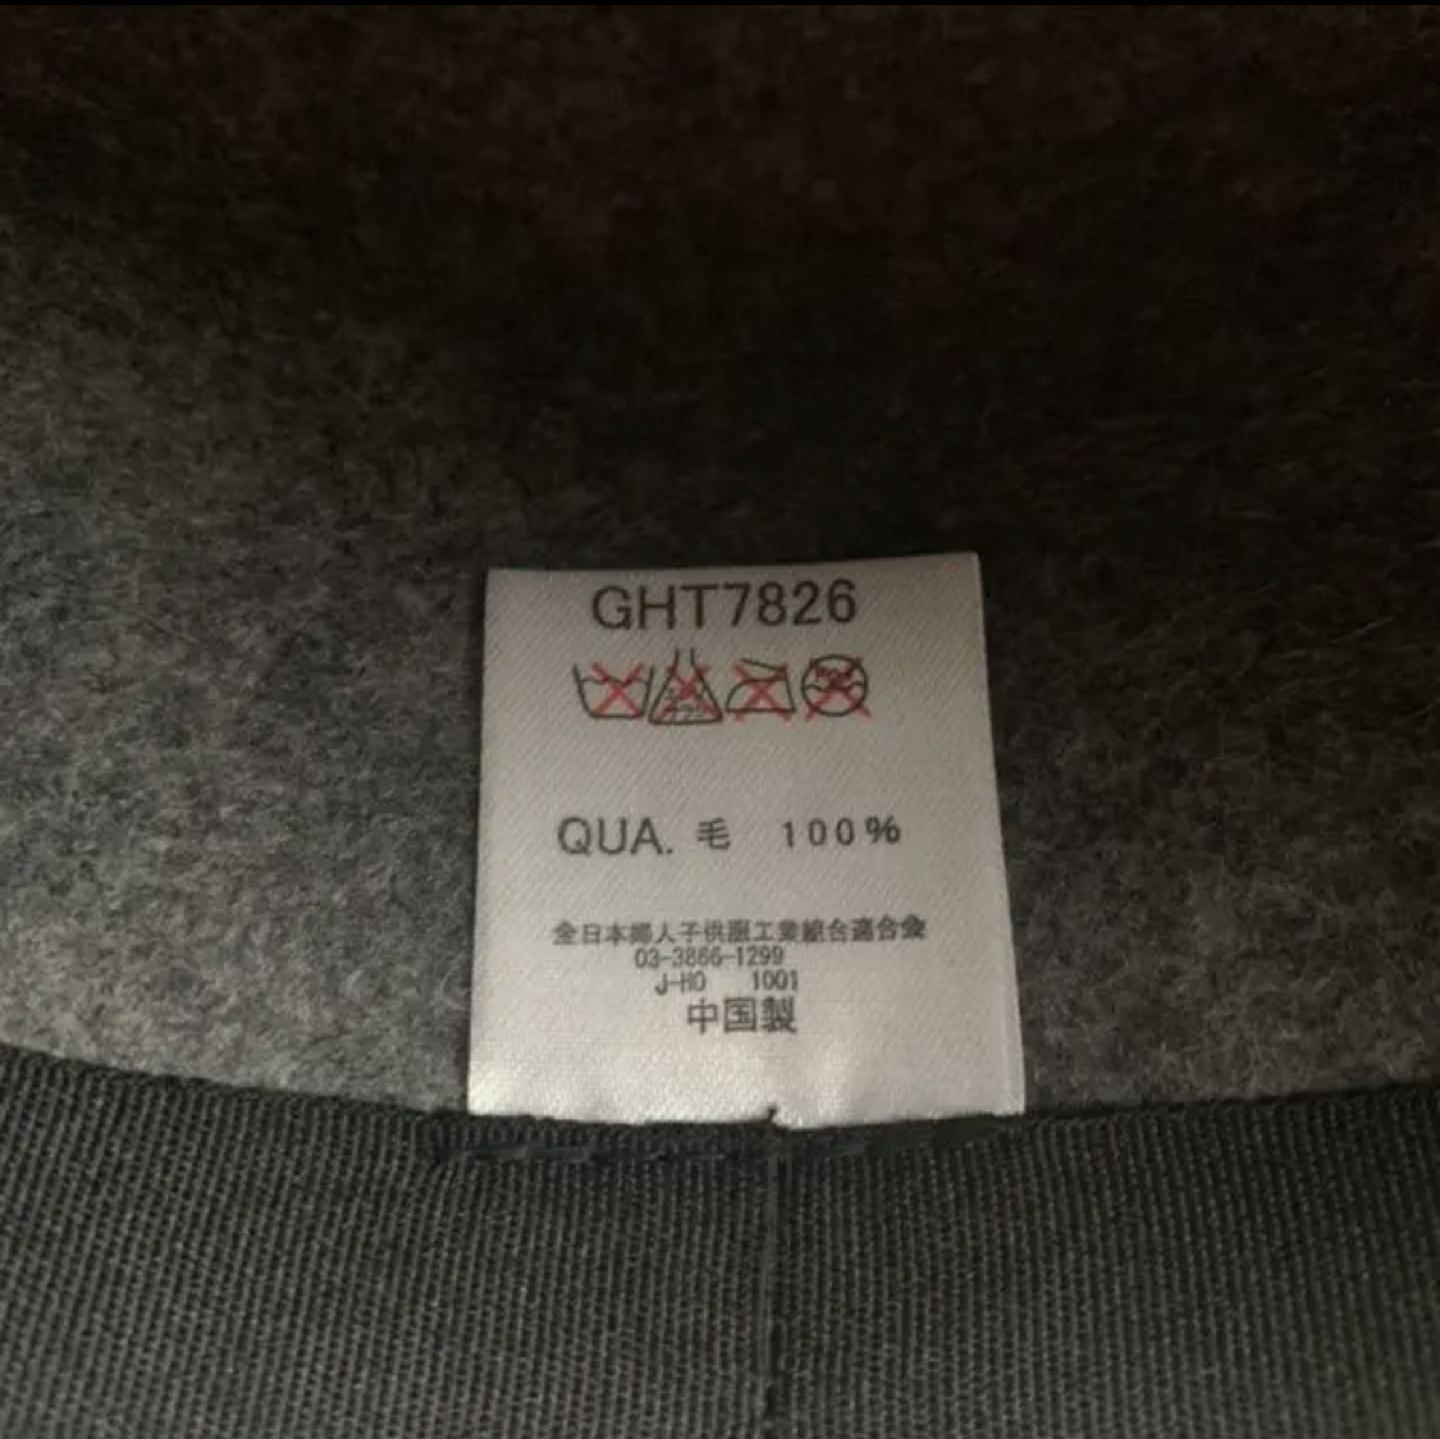 GHT7826
QUA. 毛 100%
全日本婦人子供服工業組合連合会
03-3866-1299
J-HO 1001
中国製